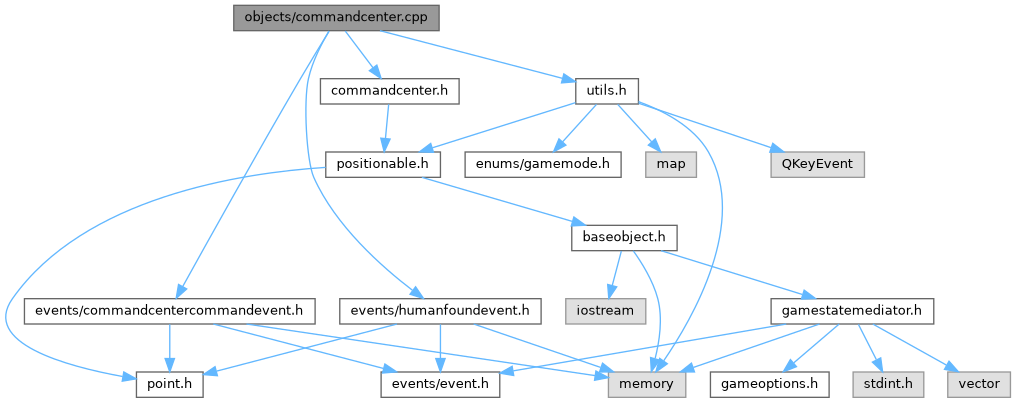 objects/commandcenter.cpp
commandcenter.h
utils.h
positionable.h
enums/gamemode.h
map
QKeyEvent
baseobject.h
events/commandcentercommandevent.h
events/humanfoundevent.h
iostream
gamestatemediator.h
point.h
events/event.h
memory
gameoptions.h
stdint.h
vector